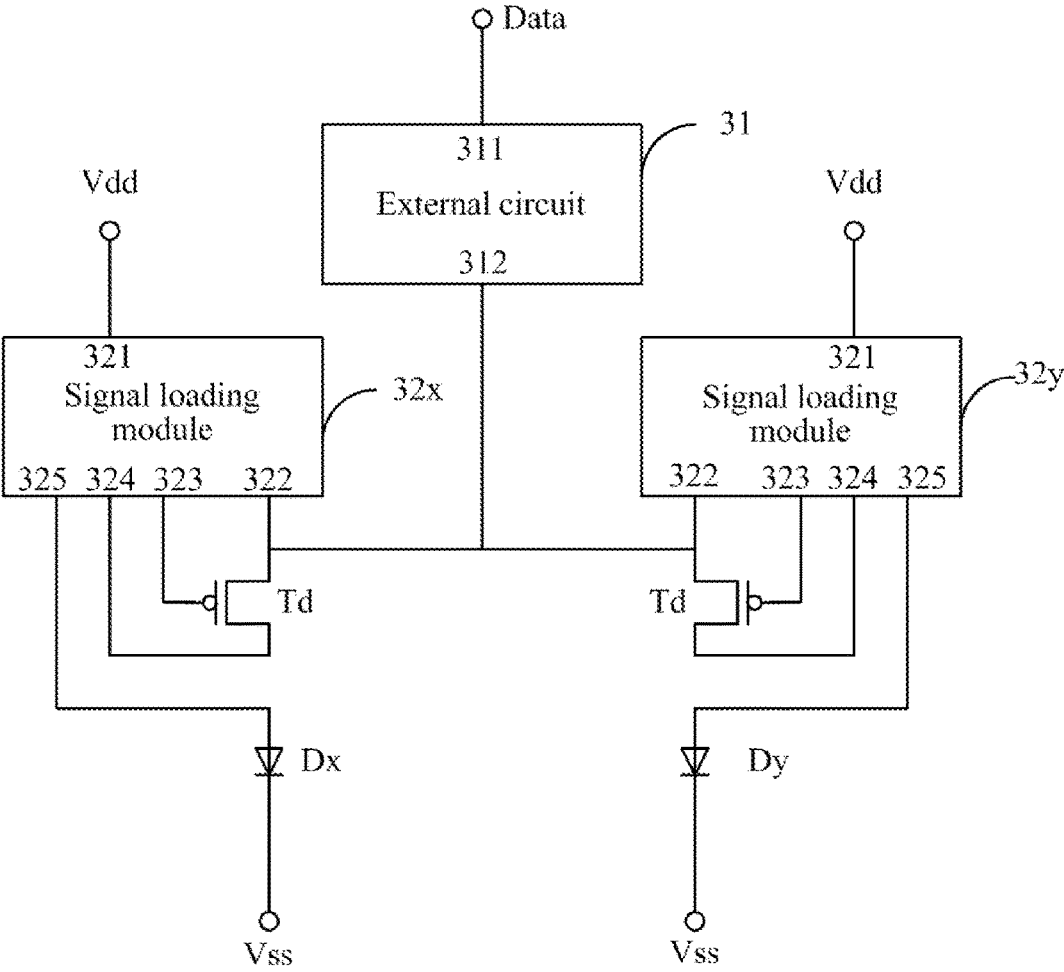 Data
31
311
External circuit
312
Vdd
Vdd
321
Signal loading
module
32x
325 324 323 322
321
Signal loading
module
32y
322 323 324 325
Td
Td
Dx
Dy
Vss
Vss